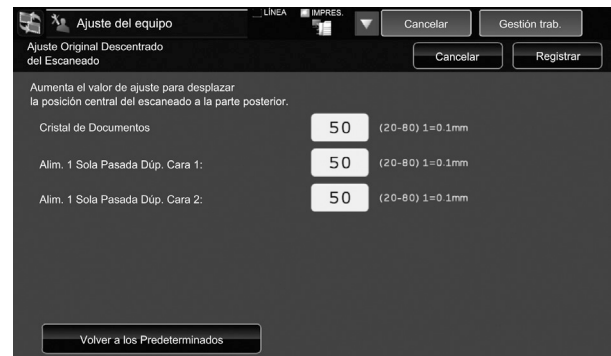 Ajuste del equipo
LÍNEA
IMPRES.
Cancelar
Gestión trab.
Ajuste Original Descentrado
del Escaneado
Cancelar
Registrar
Aumenta el valor de ajuste para desplazar
la posición central del escaneado a la parte posterior.
Cristal de Documentos
50
(20-80) 1=0.1mm
Alim. 1 Sola Pasada Dúp. Cara 1:
50
(20-80) 1=0.1mm
Alim. 1 Sola Pasada Dúp. Cara 2:
50
(20-80) 1=0.1mm
Volver a los Predeterminados